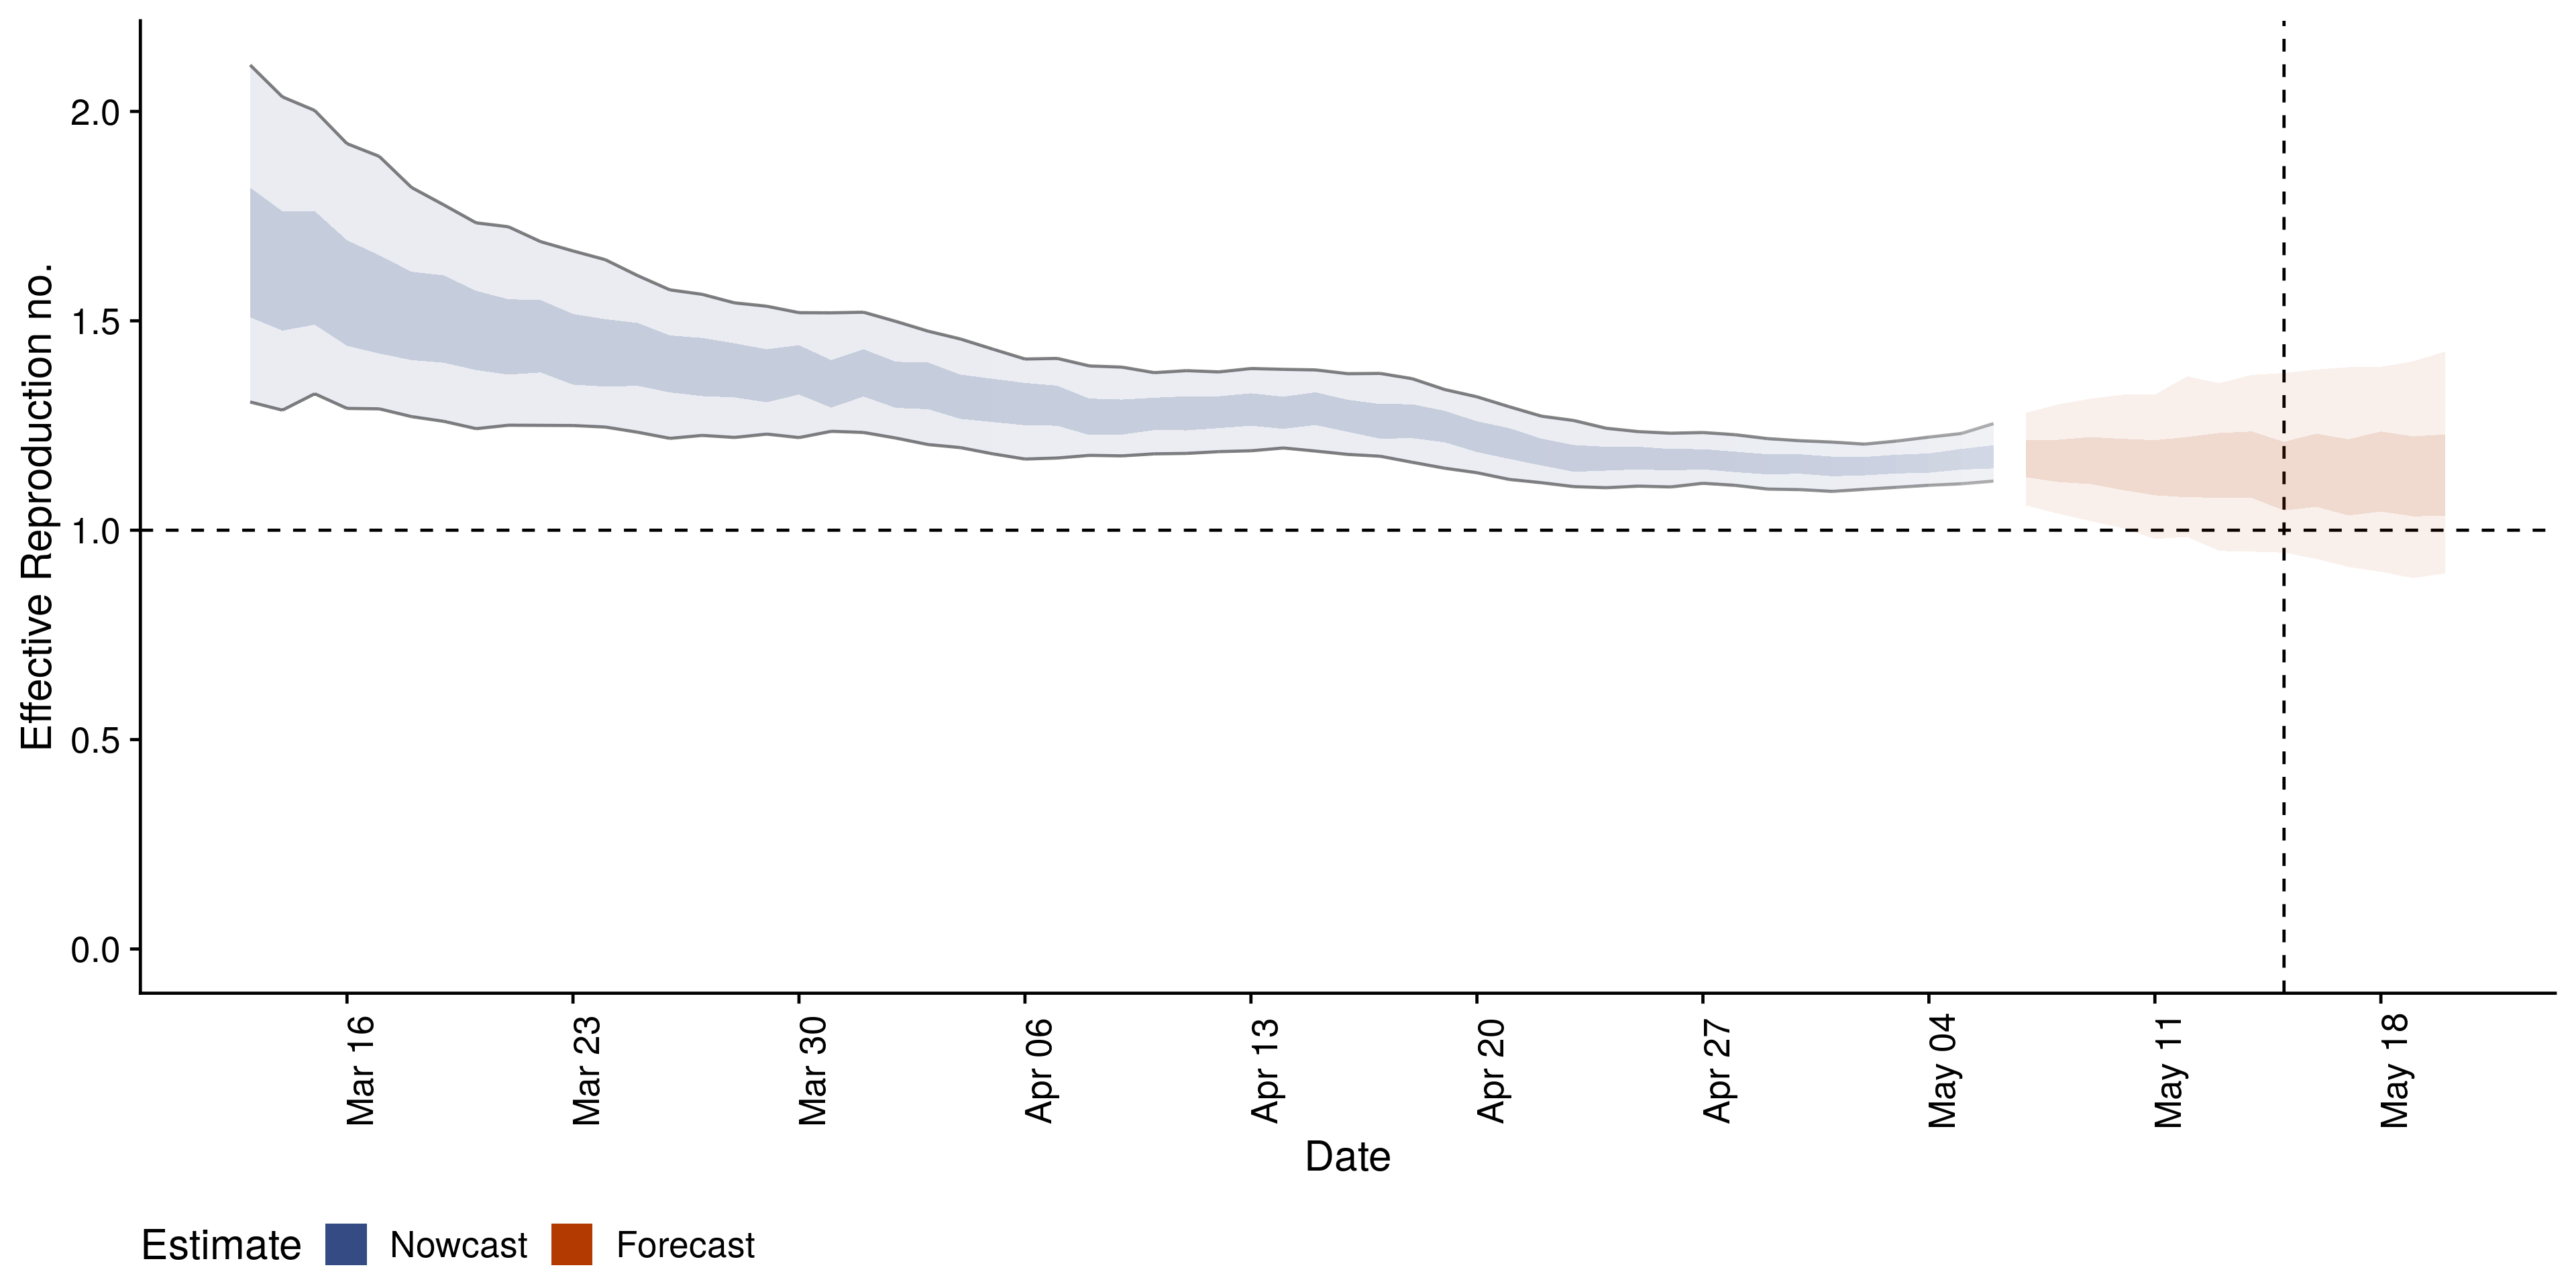 Effective Reproduction no.
2.0
1.5
1.0
0.5
0.0
Mar 16
Mar 23
Mar 30
Apr 06
Apr 13
Apr 20
Apr 27
May 04
May 11
May 18
Date
Estimate Nowcast Forecast